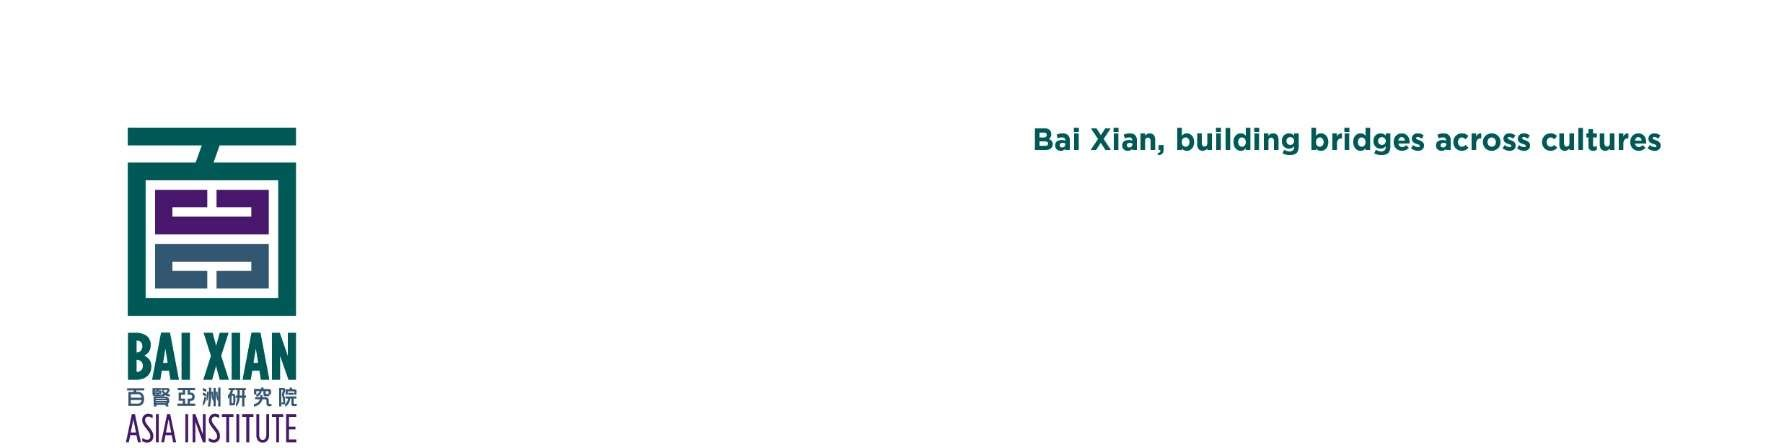 Bai Xian, building bridges across cultures
BAI XIAN
百賢亞洲研究院
ASIA INSTITUTE